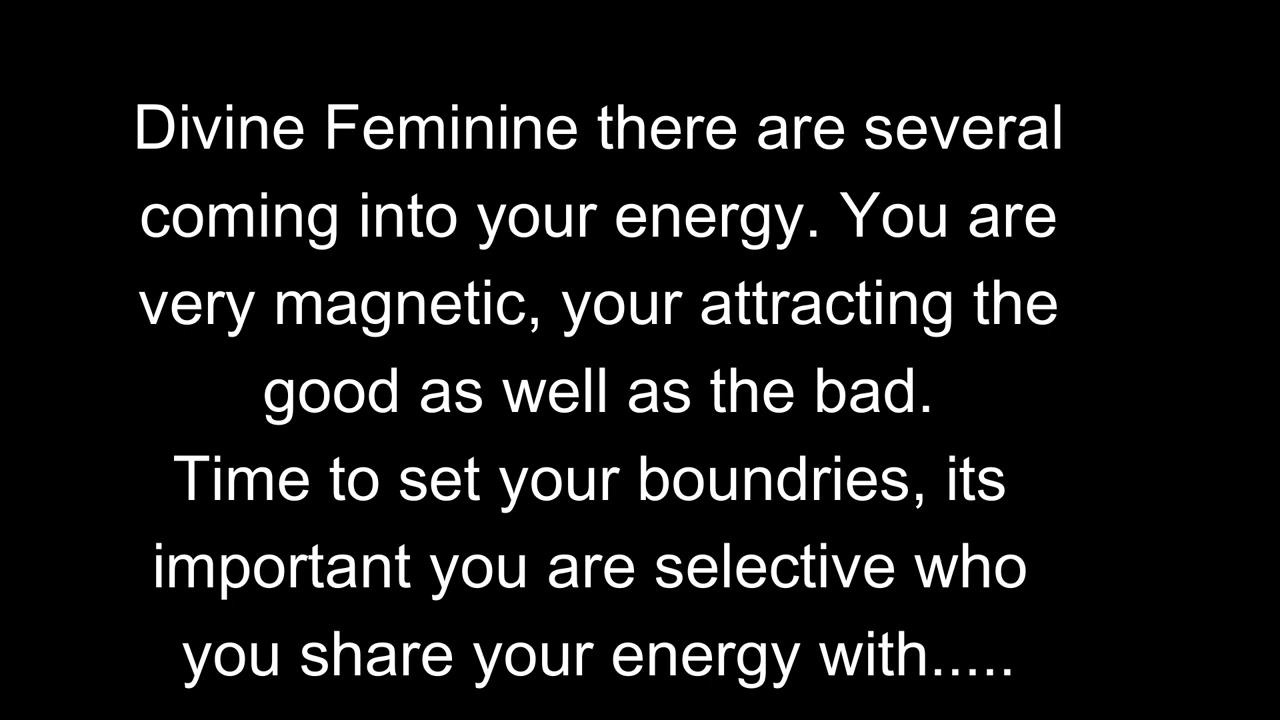 Divine Feminine there are several
coming into your energy. You are
very magnetic, your attracting the
good as well as the bad.
Time to set your boundries, its
important you are selective who
you share your energy with.....